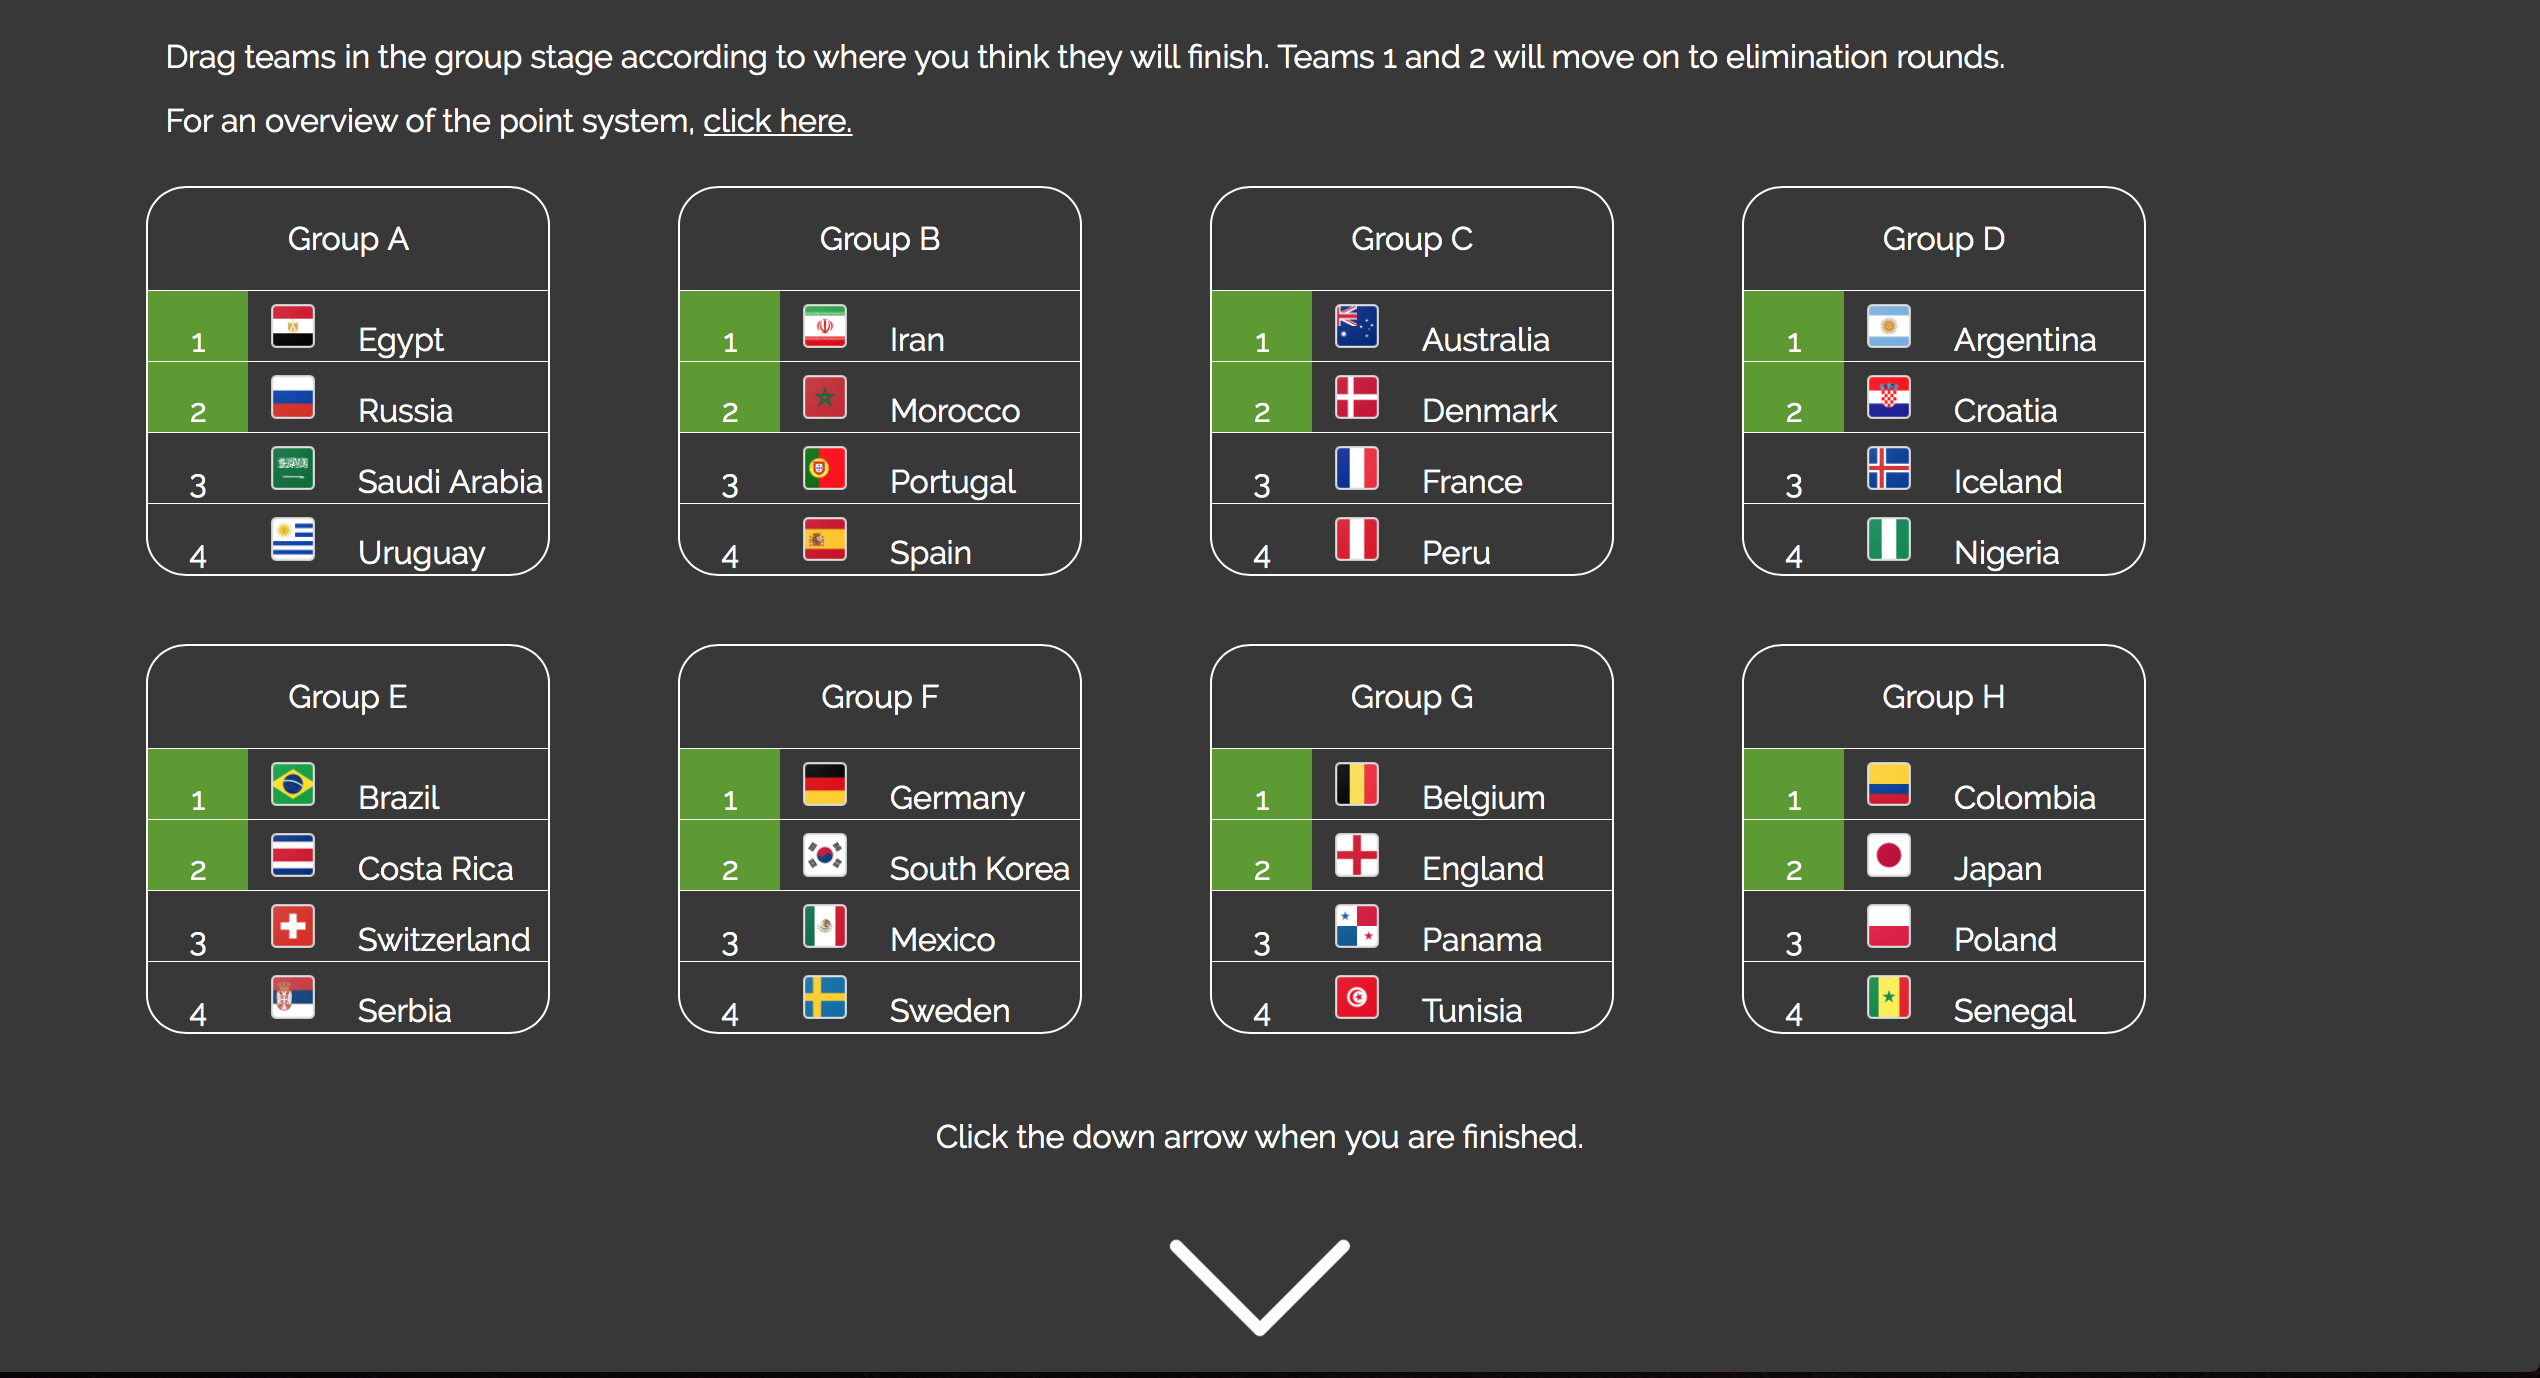 Drag teams in the group stage according to where you think they will finish. Teams 1 and 2 will move on to elimination rounds.
For an overview of the point system, click here.
Group A
1 Egypt
2 Russia
3 Saudi Arabia
4 Uruguay
Group B
1 Iran
2 Morocco
3 Portugal
4 Spain
Group C
1 Australia
2 Denmark
3 France
4 Peru
Group D
1 Argentina
2 Croatia
3 Iceland
4 Nigeria
Group E
1 Brazil
2 Costa Rica
3 Switzerland
4 Serbia
Group F
1 Germany
2 South Korea
3 Mexico
4 Sweden
Group G
1 Belgium
2 England
3 Panama
4 Tunisia
Group H
1 Colombia
2 Japan
3 Poland
4 Senegal
Click the down arrow when you are finished.